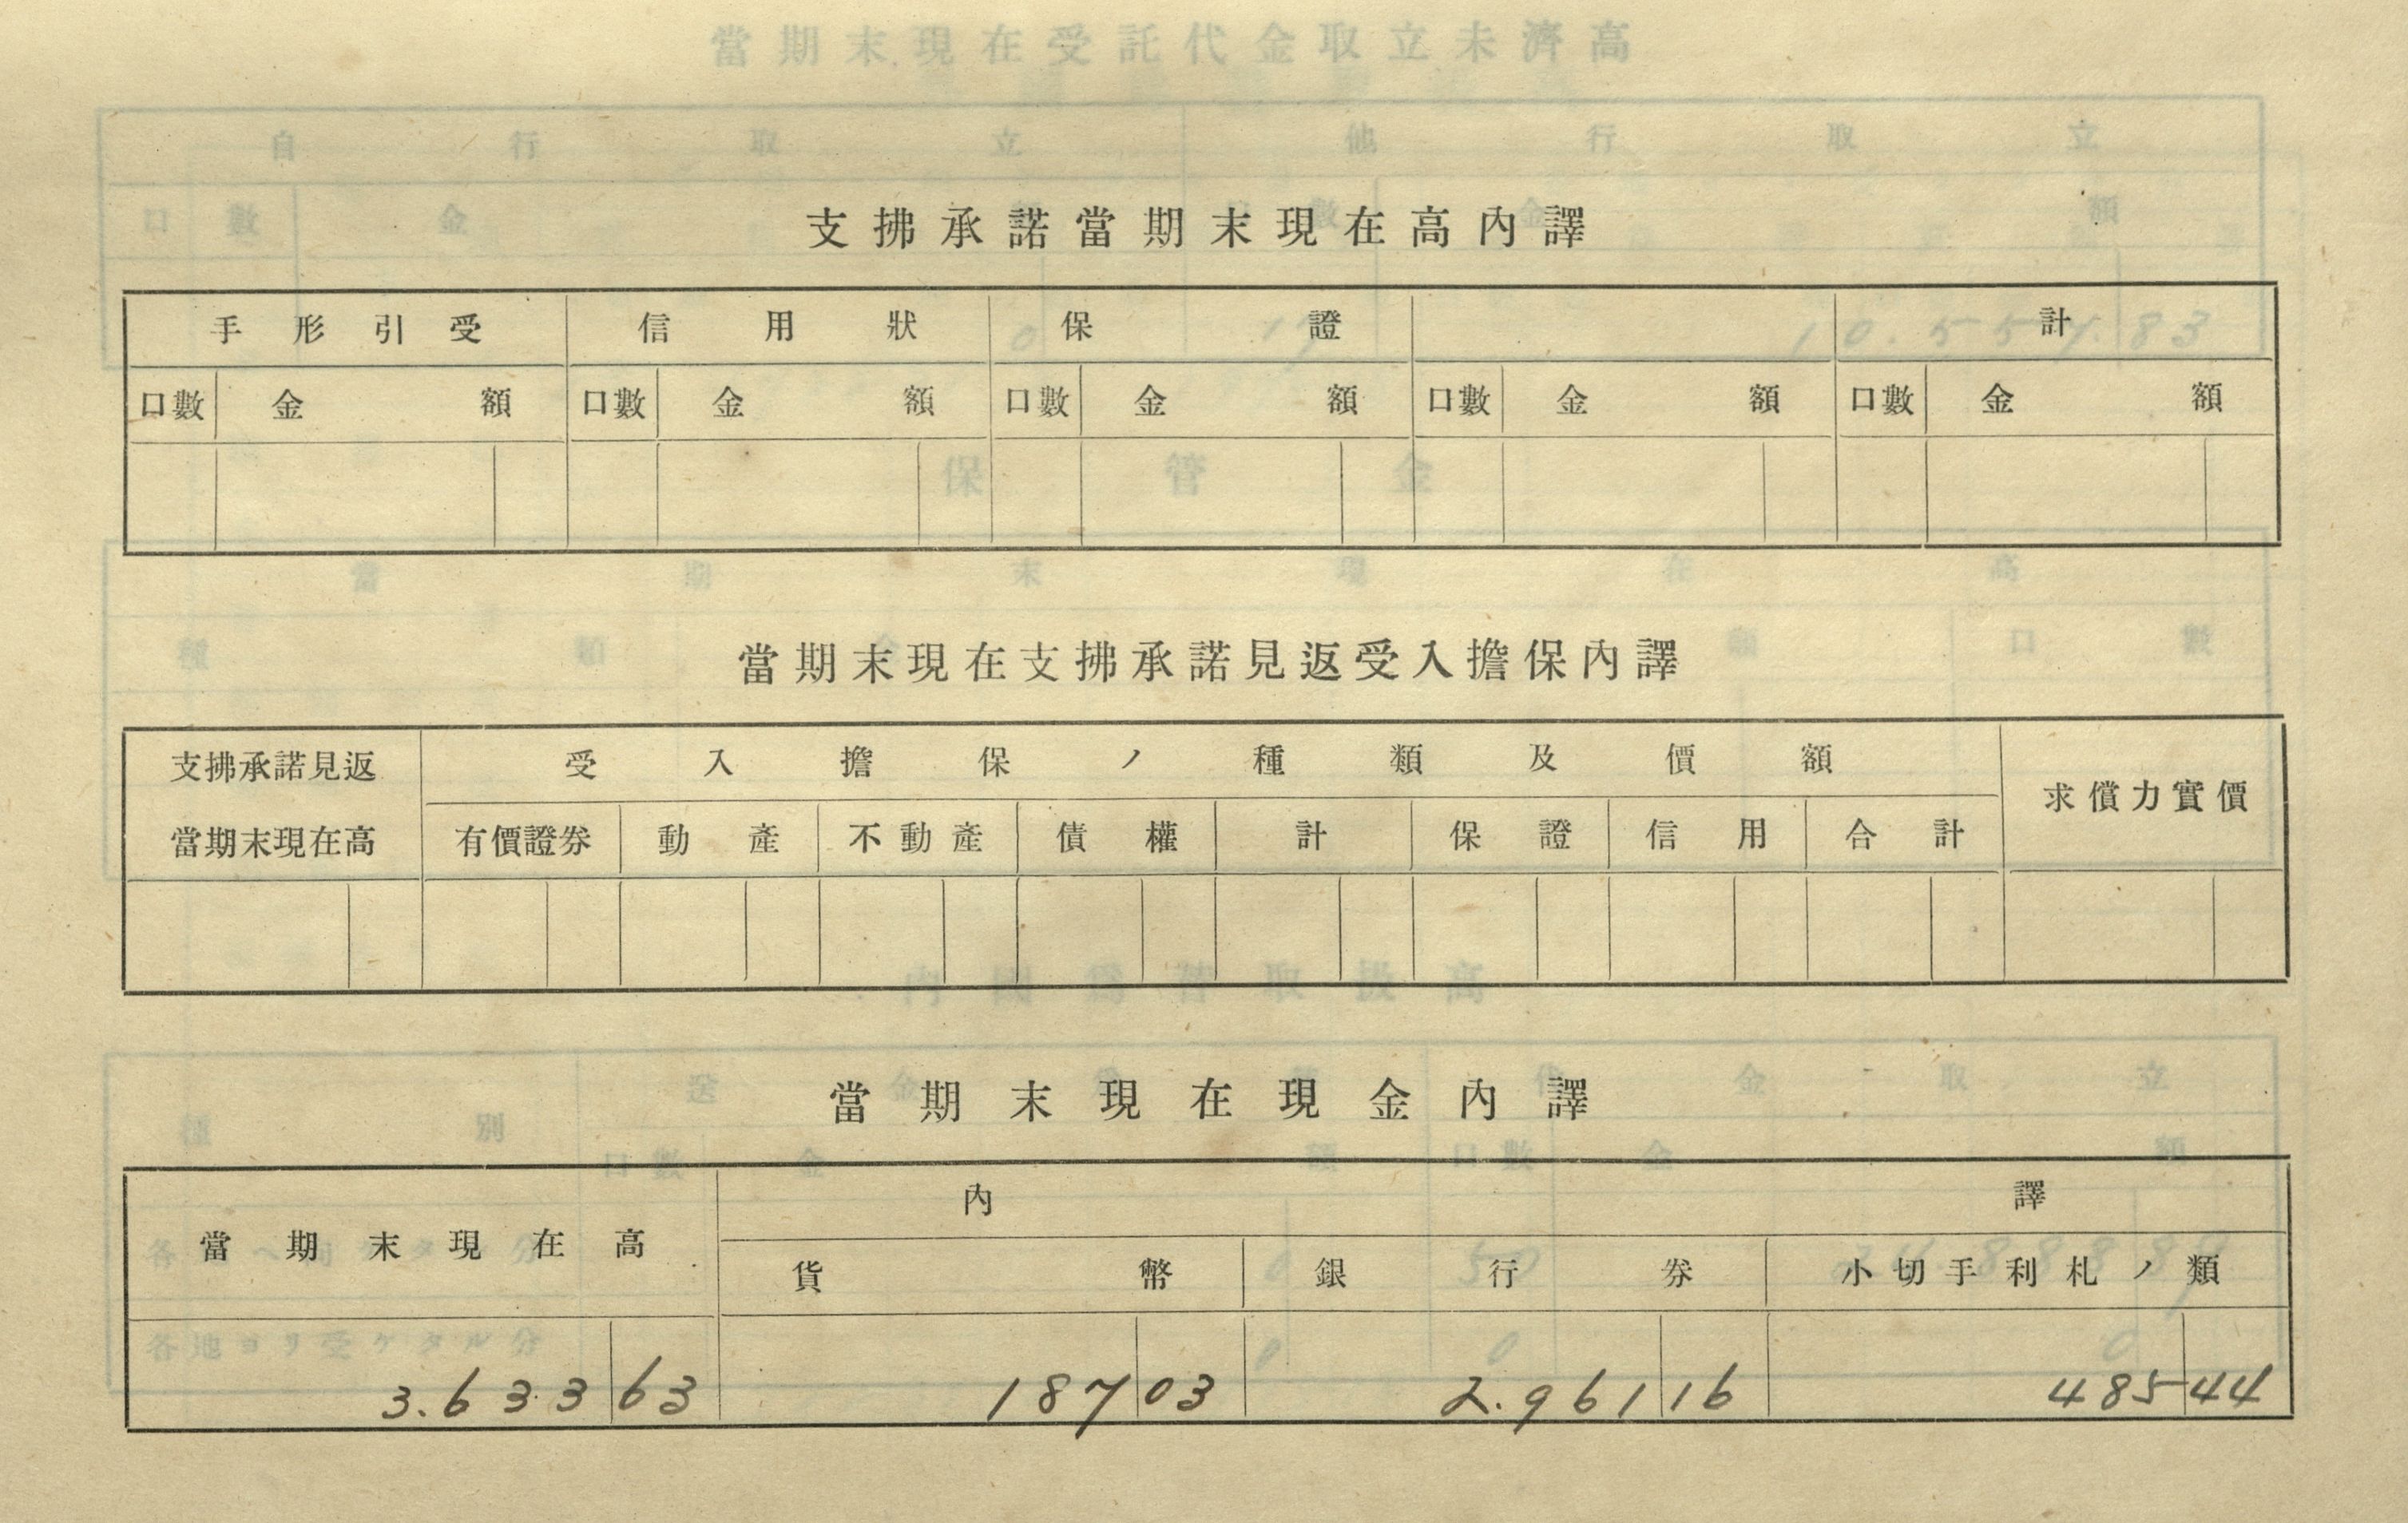 支拂承諾當期末現在高內譯
手形引受 信用狀 保證 計
口數 金額 口數 金額 口數 金額 口數 金額 口數 金額
當期末現在支拂承諾見返受入擔保內譯
支拂承諾見返 受入擔保ノ種類及價額 求償力實價
當期末現在高 有價證券 動產 不動產 債權 計 保證 信用 合計
當期末現在現金內譯
當期末現在高 內譯
貨幣 銀行券 小切手利札ノ類
3.633 63 187 03 2.961 16 485 44